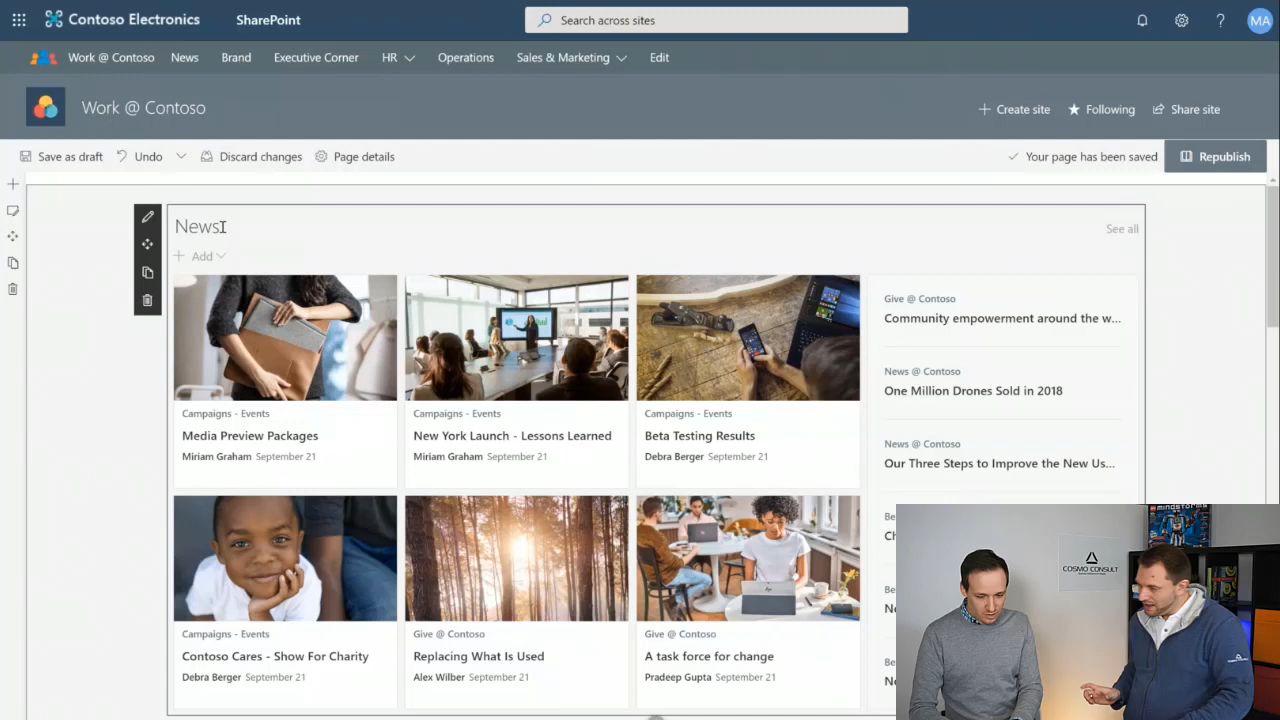 Contoso Electronics SharePoint Search across sites ? MA
Work @ Contoso News Brand Executive Corner HR Operations Sales & Marketing Edit
Work @ Contoso Create site Following Share site
Save as draft Undo Discard changes Page details Your page has been saved Republish
News See all
Add
Give @ Contoso
Community empowerment around the w...
News @ Contoso
One Million Drones Sold in 2018
News @ Contoso
Our Three Steps to Improve the New Us...
Campaigns - Events
Media Preview Packages
Miriam Graham September 21
Campaigns - Events
New York Launch - Lessons Learned
Miriam Graham September 21
Campaigns - Events
Beta Testing Results
Debra Berger September 21
Campaigns - Events
Contoso Cares - Show For Charity
Debra Berger September 21
Give @ Contoso
Replacing What Is Used
Alex Wilber September 21
Give @ Contoso
A task force for change
Pradeep Gupta September 21
mindstorms
COSMO CONSULT